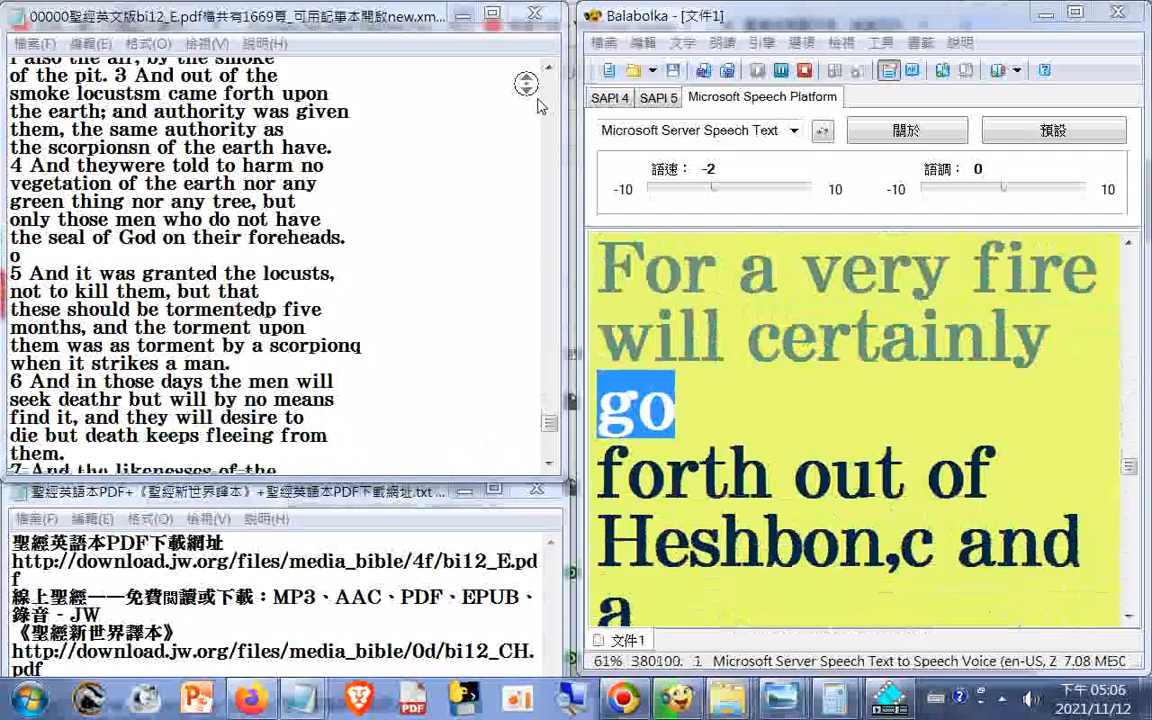 00000聖經英文版bi12_E.pdf檔共有1669頁_可用記事本開啟new.xm...
檔案(F) 編輯(E) 格式(O) 檢視(V) 說明(H)
of the pit. 3 And out of the
smoke locustsm came forth upon
the earth; and authority was given
them, the same authority as
the scorpionsn of the earth have.
4 And theywere told to harm no
vegetation of the earth nor any
green thing nor any tree, but
only those men who do not have
the seal of God on their foreheads.
o
5 And it was granted the locusts,
not to kill them, but that
these should be tormentedp five
months, and the torment upon
them was as torment by a scorpionq
when it strikes a man.
6 And in those days the men will
seek deathr but will by no means
find it, and they will desire to
die but death keeps fleeing from
them.
7 And the likenesses of the
聖經英語本PDF+《聖經新世界譯本》+聖經英語本PDF下載網址.txt ...
檔案(F) 編輯(E) 格式(O) 檢視(V) 說明(H)
聖經英語本PDF下載網址
http://download.jw.org/files/media_bible/4f/bi12_E.pd
f
線上聖經——免費閱讀或下載：MP3、AAC、PDF、EPUB、
錄音 - JW
《聖經新世界譯本》
http://download.jw.org/files/media_bible/0d/bi12_CH.
pdf
Balabolka - [文件1]
檔案 編輯 文字 朗讀 引擎 選項 檢視 工具 書籤 說明
SAPI 4 SAPI 5 Microsoft Speech Platform
Microsoft Server Speech Text 關於 預設
語速： -2 語調： 0
-10 10 -10 10
For a very fire
will certainly
go
forth out of
Heshbon,c and
a
文件1
61% 380100: 1 Microsoft Server Speech Text to Speech Voice (en-US, Z 7.08 МБ
下午 05:06
2021/11/12